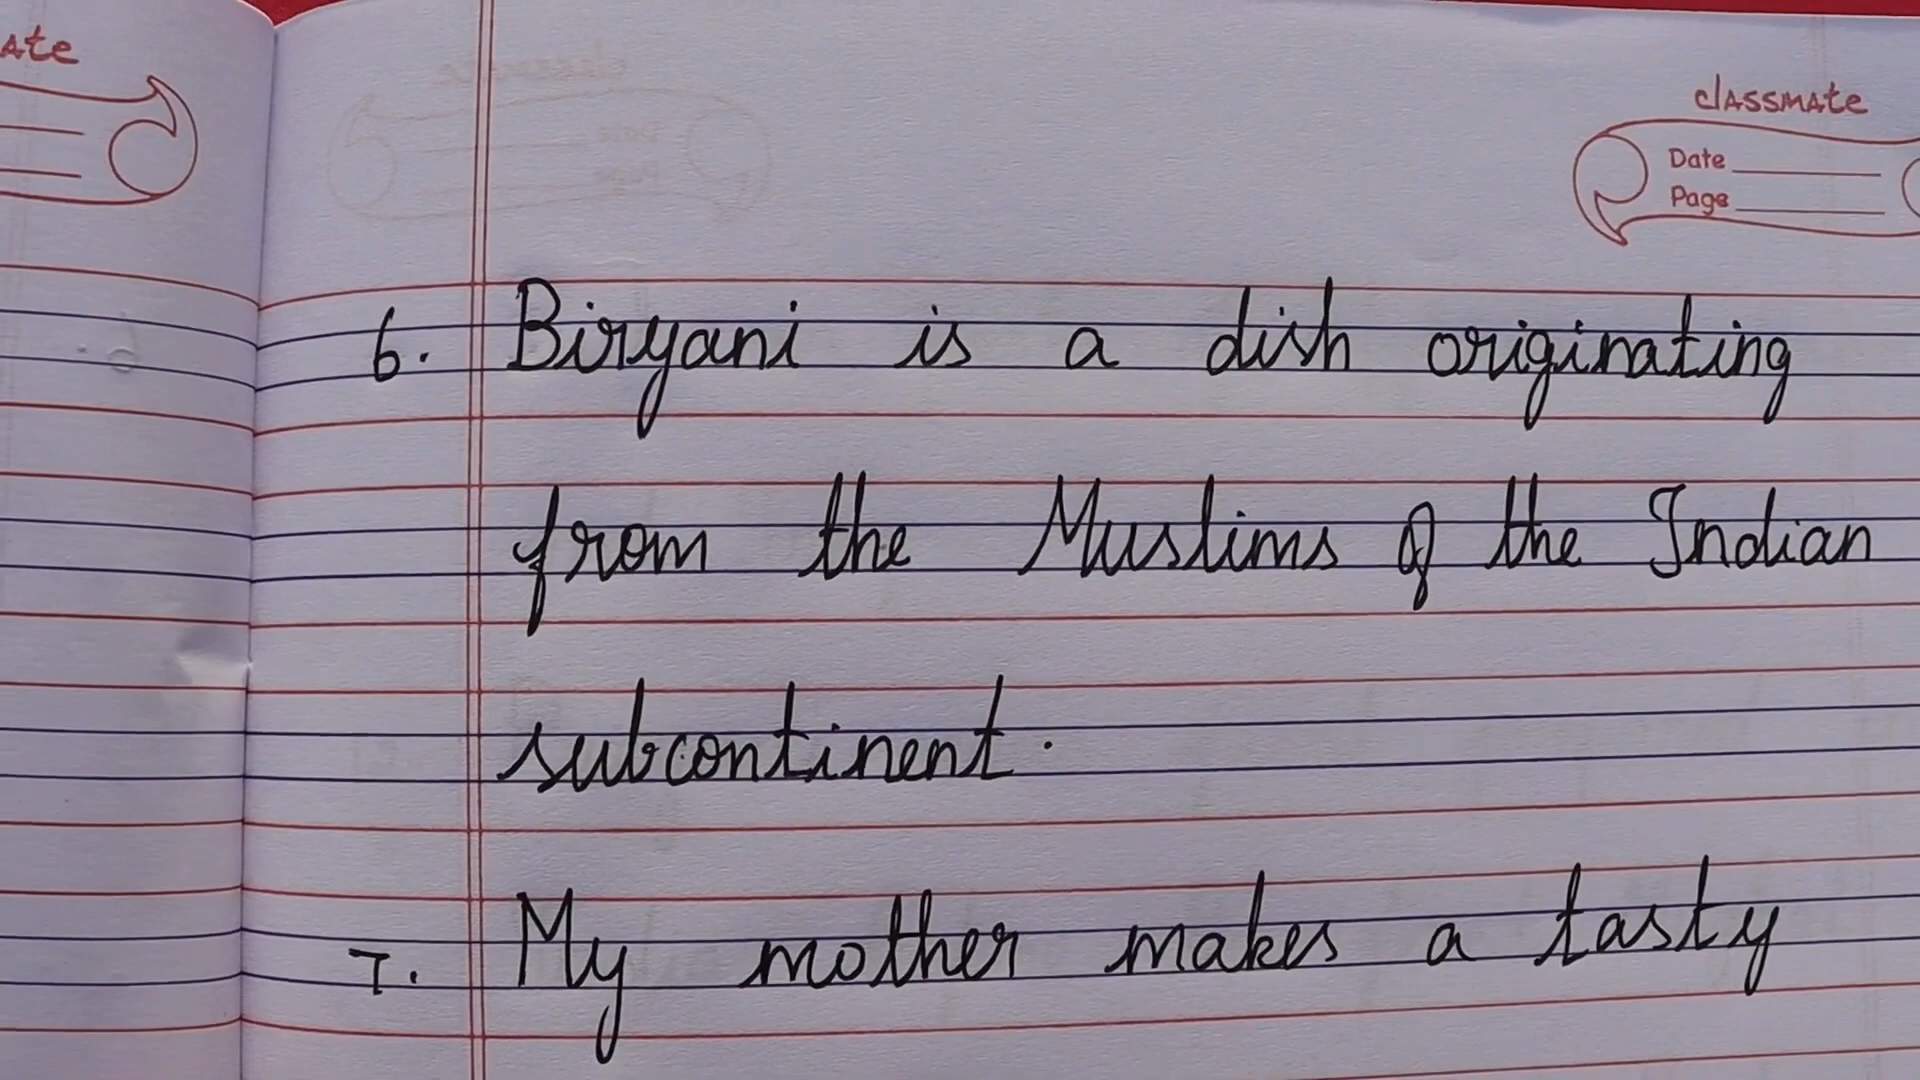 ate
classmate
Date
Page
6. Biryani is a dish originating
from the Muslims of the Indian
subcontinent.
7. My mother makes a tasty